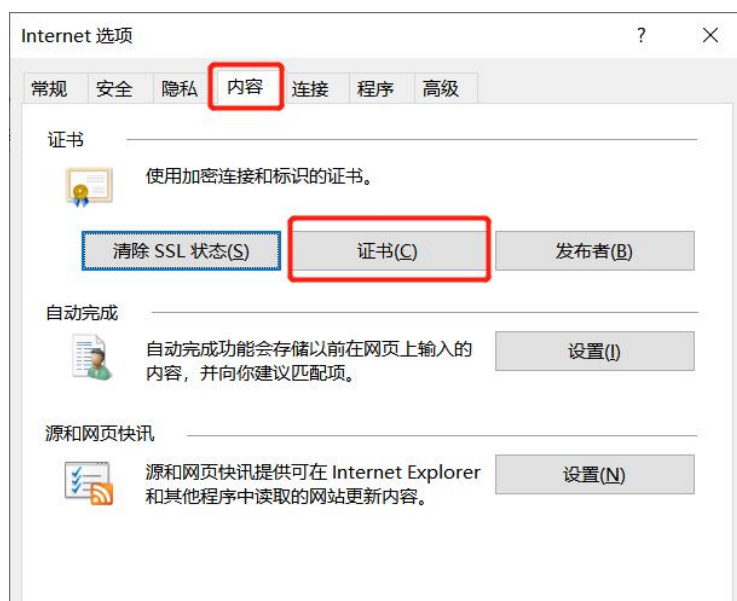 Internet 选项
?
×
常规 安全 隐私 内容 连接 程序 高级
证书
使用加密连接和标识的证书。
清除 SSL 状态(S) 证书(C) 发布者(B)
自动完成
自动完成功能会存储以前在网页上输入的
内容，并向你建议匹配项。
设置(I)
源和网页快讯
源和网页快讯提供可在 Internet Explorer
和其他程序中读取的网站更新内容。
设置(N)